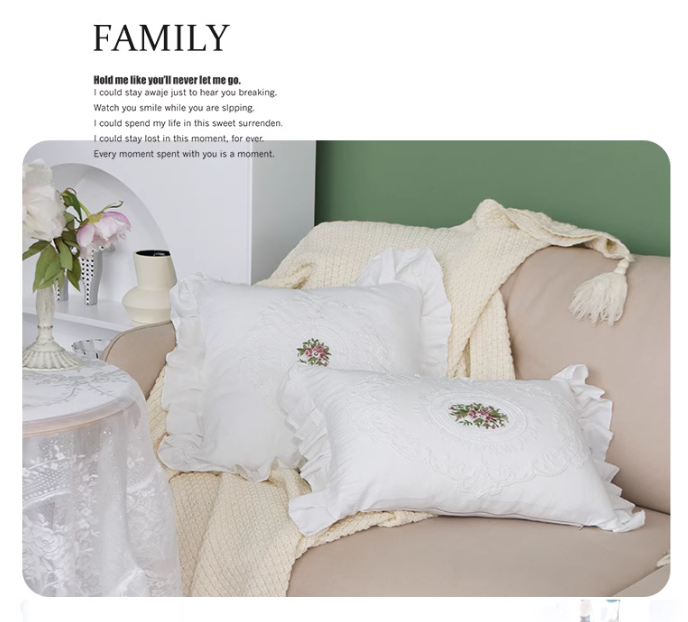 FAMILY
Hold me like you'll never let me go.
I could stay awaje just to hear you breaking,
Watch you smile while you are slpping.
I could spend my life in this sweet surrenden.
I could stay lost in this moment, for ever.
Every moment spent with you is a moment.